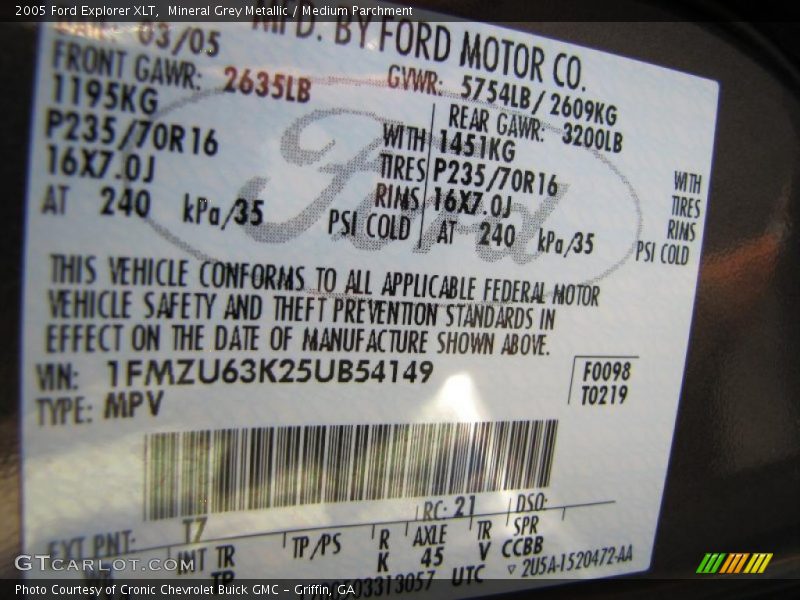 2005 Ford Explorer XLT, Mineral Grey Metallic / Medium Parchment
03/05 MFD. BY FORD MOTOR CO.
FRONT GAWR: 2635LB GVWR: 5754LB/ 2609KG
1195KG REAR GAWR: 3200LB
P235/70R16 WITH 1451KG WITH
16X7.0J TIRES P235/70R16 TIRES
RIMS 16X7.0J RIMS
AT 240 kPa/35 PSI COLD AT 240 kPa/35 PSI COLD
THIS VEHICLE CONFORMS TO ALL APPLICABLE FEDERAL MOTOR
VEHICLE SAFETY AND THEFT PREVENTION STANDARDS IN
EFFECT ON THE DATE OF MANUFACTURE SHOWN ABOVE.
VIN: 1FMZU63K25UB54149 F0098
TYPE: MPV T0219
Ford
EXT PNT: T7 RC: 21 DSO:
INT TR TP/PS R AXLE TR SPR
K 45 V CCBB
UTC ▽ 2U5A-1520472-AA
GTCarLot.com
Photo Courtesy of Cronic Chevrolet Buick GMC - Griffin, GA